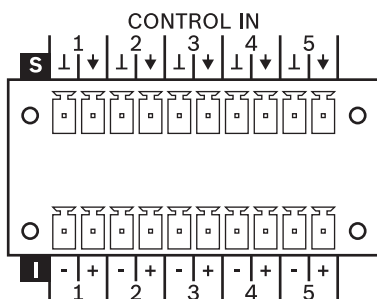 CONTROL IN
1 2 3 4 5
S ⊥ ↓ ⊥ ↓ ⊥ ↓ ⊥ ↓ ⊥ ↓
I - + - + - + - + - +
1 2 3 4 5